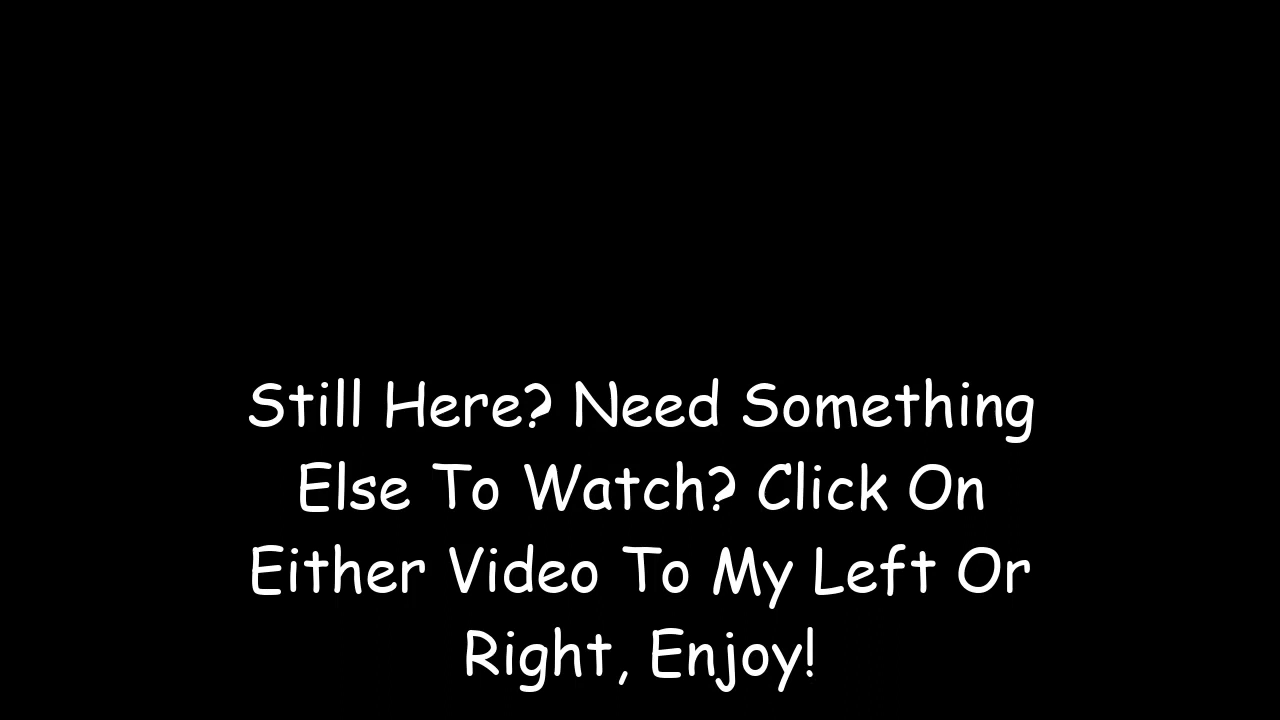 Still Here? Need Something
Else To Watch? Click On
Either Video To My Left Or
Right, Enjoy!